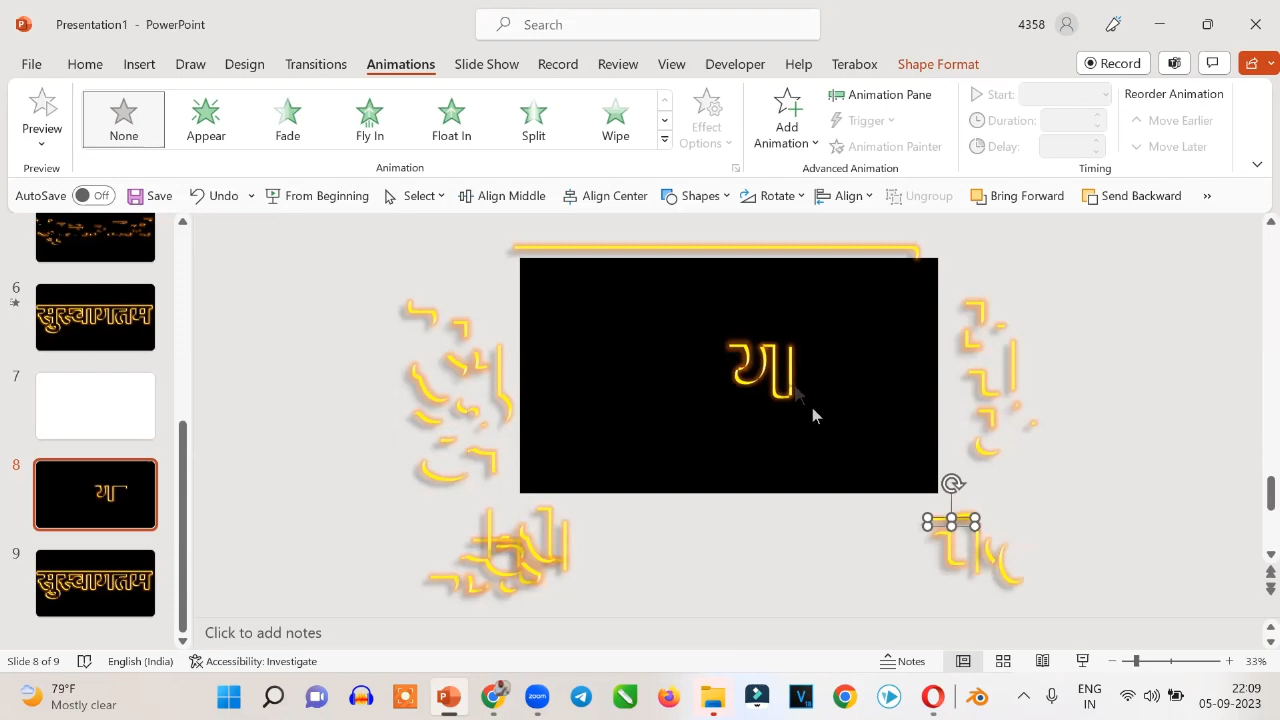 Presentation1 - PowerPoint
Search
4358
File Home Insert Draw Design Transitions Animations Slide Show Record Review View Developer Help Terabox Shape Format
Record
Preview
None
Appear
Fade
Fly In
Float In
Split
Wipe
Effect Options
Add Animation
Animation Pane
Trigger
Animation Painter
Start:
Duration:
Delay:
Reorder Animation
Move Earlier
Move Later
Preview Animation Advanced Animation Timing
AutoSave Off Save Undo From Beginning Select Align Middle Align Center Shapes Rotate Align Ungroup Bring Forward Send Backward
6
सुस्वागतम
7
8
9
सुस्वागतम
Click to add notes
Slide 8 of 9 English (India) Accessibility: Investigate Notes 33%
79°F
Mostly clear
zoom
ENG
IN
22:09
05-09-2023